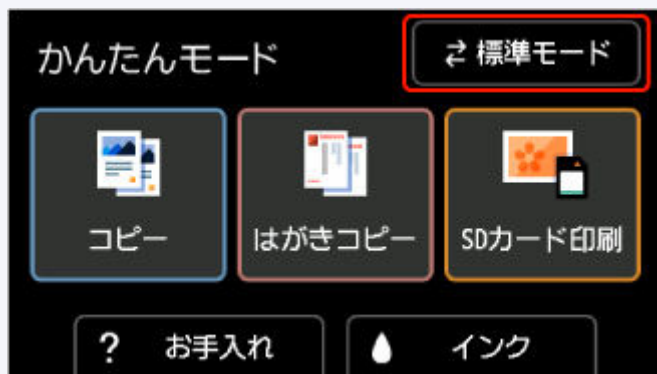 かんたんモード
⇄ 標準モード
コピー
はがきコピー
SDカード印刷
? お手入れ
インク